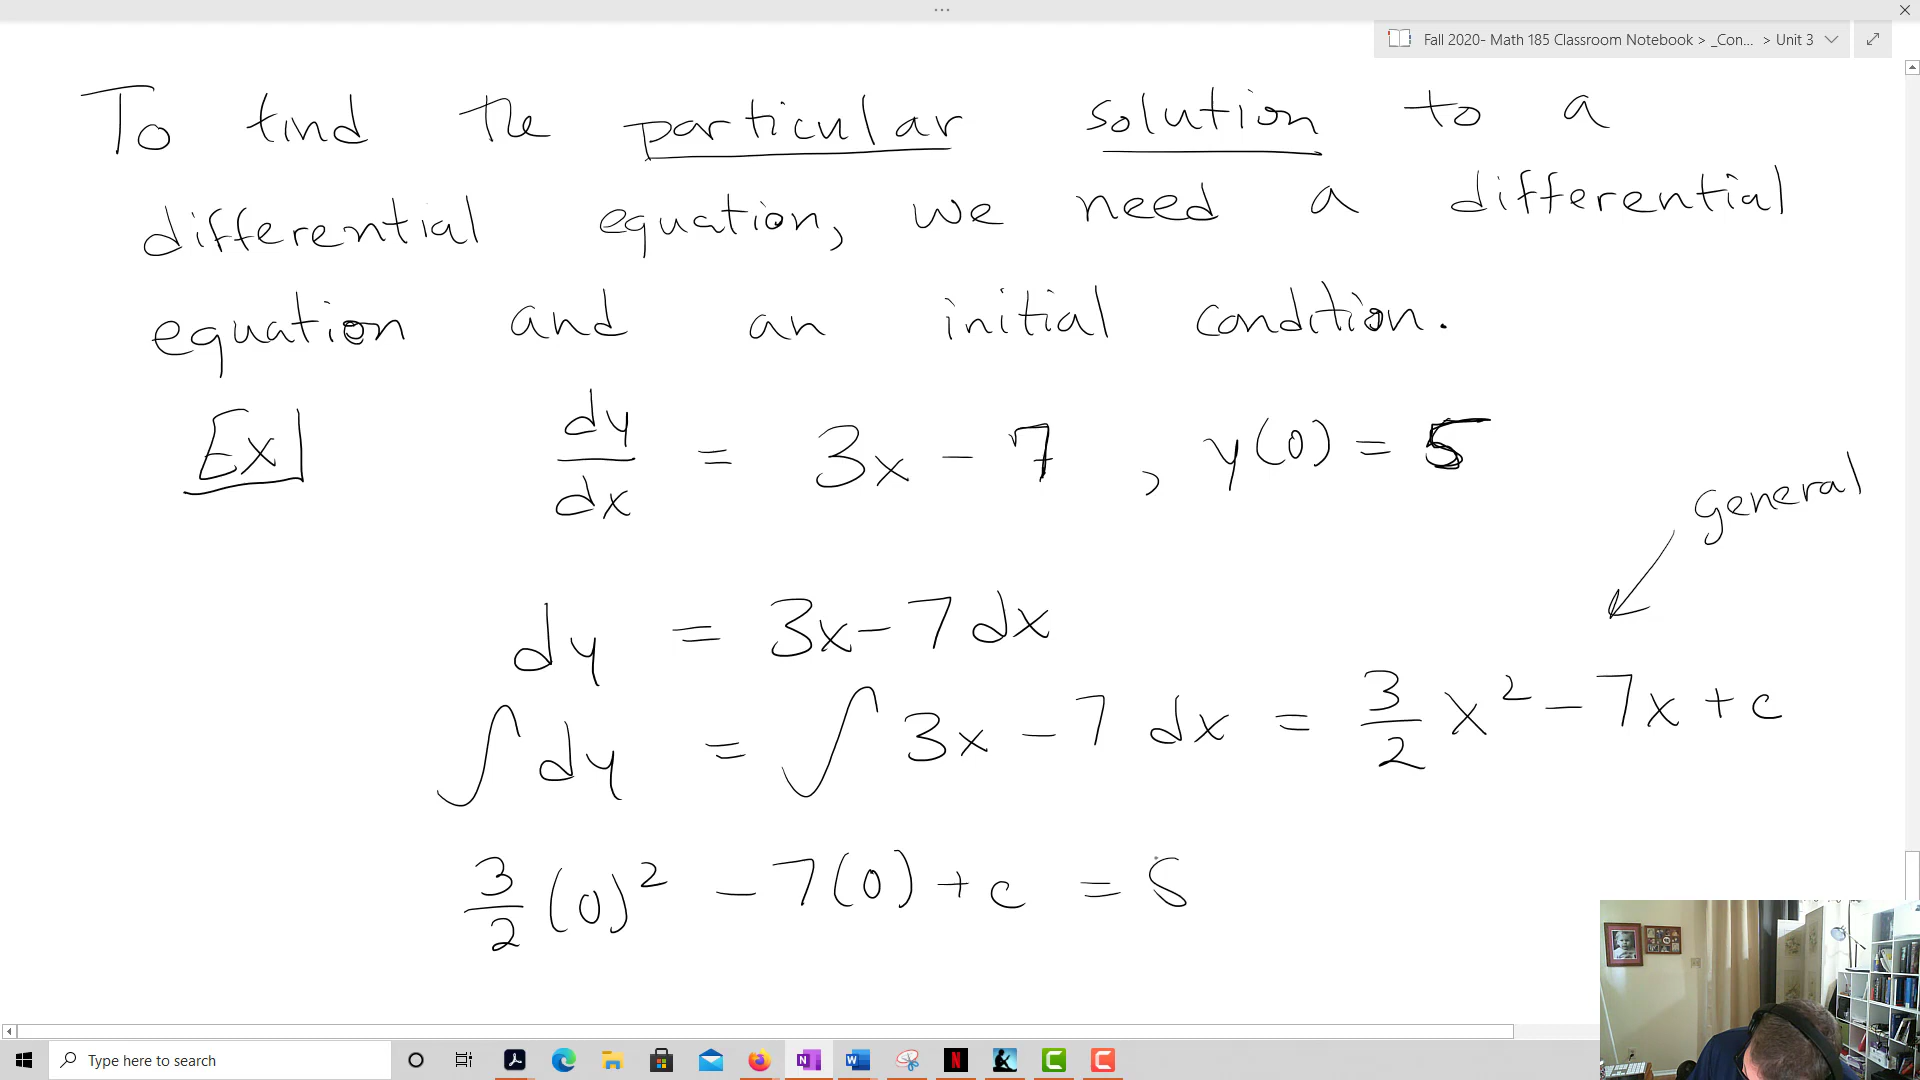 Fall 2020- Math 185 Classroom Notebook > _Con... > Unit 3
To find the particular solution to a
differential equation, we need a differential
equation and an initial condition.
Ex
dy/dx = 3x - 7 , y(0) = 5
general
dy = 3x - 7 dx
∫ dy = ∫ 3x - 7 dx = 3/2 x² - 7x + c
3/2 (0)² - 7(0) + c = 5
Type here to search